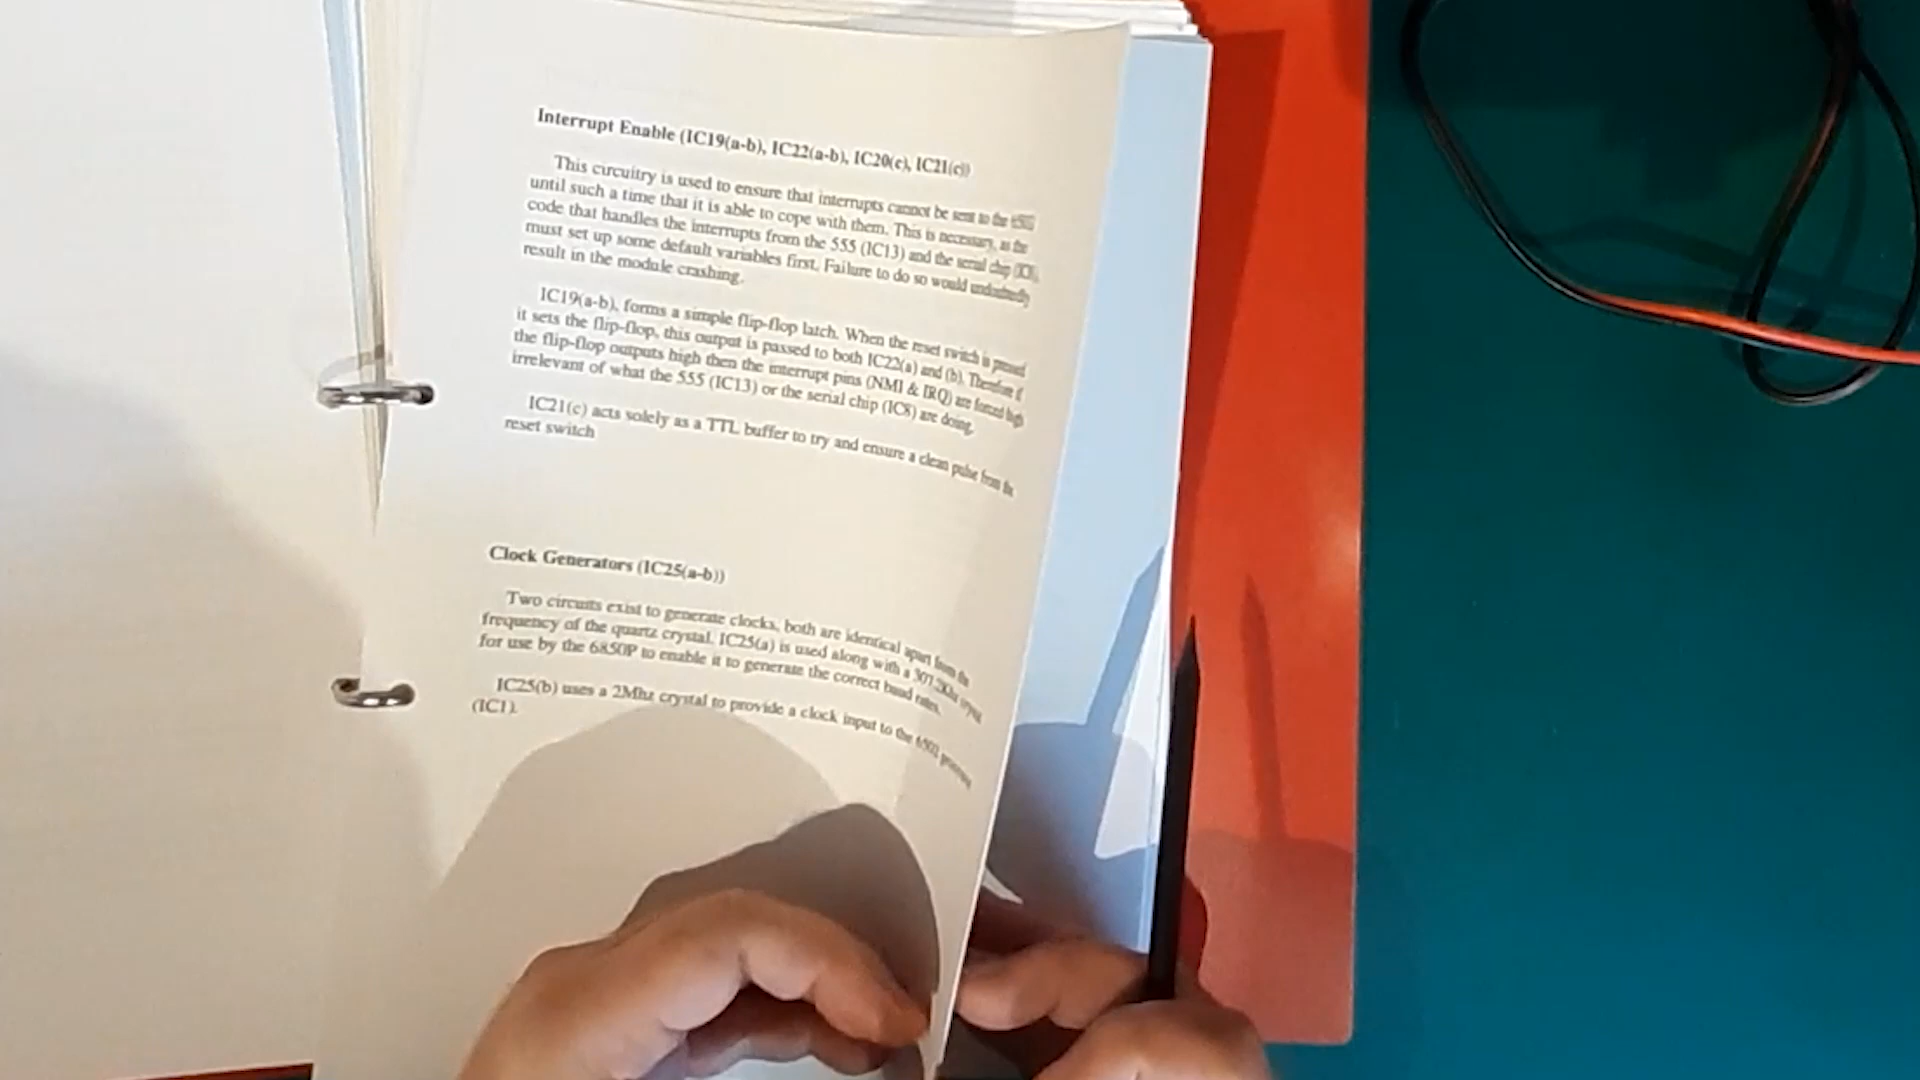 Interrupt Enable (IC19(a-b), IC22(a-b), IC20(c), IC21(c))
This circuitry is used to ensure that interrupts cannot be sent to the 6502
until such a time that it is able to cope with them. This is necessary, as the
code that handles the interrupts from the 555 (IC13) and the serial chip (IC8),
must set up some default variables first. Failure to do so would undoubtedly
result in the module crashing.
IC19(a-b), forms a simple flip-flop latch. When the reset switch is pressed
it sets the flip-flop, this output is passed to both IC22(a) and (b). Therefore if
the flip-flop outputs high then the interrupt pins (NMI & IRQ) are forced high
irrelevant of what the 555 (IC13) or the serial chip (IC8) are doing.
IC21(c) acts solely as a TTL buffer to try and ensure a clean pulse from the
reset switch
Clock Generators (IC25(a-b))
Two circuits exist to generate clocks, both are identical apart from the
frequency of the quartz crystal. IC25(a) is used along with a 307.2Khz crystal
for use by the 6850P to enable it to generate the correct baud rates.
IC25(b) uses a 2Mhz crystal to provide a clock input to the 6502 processor
(IC1).